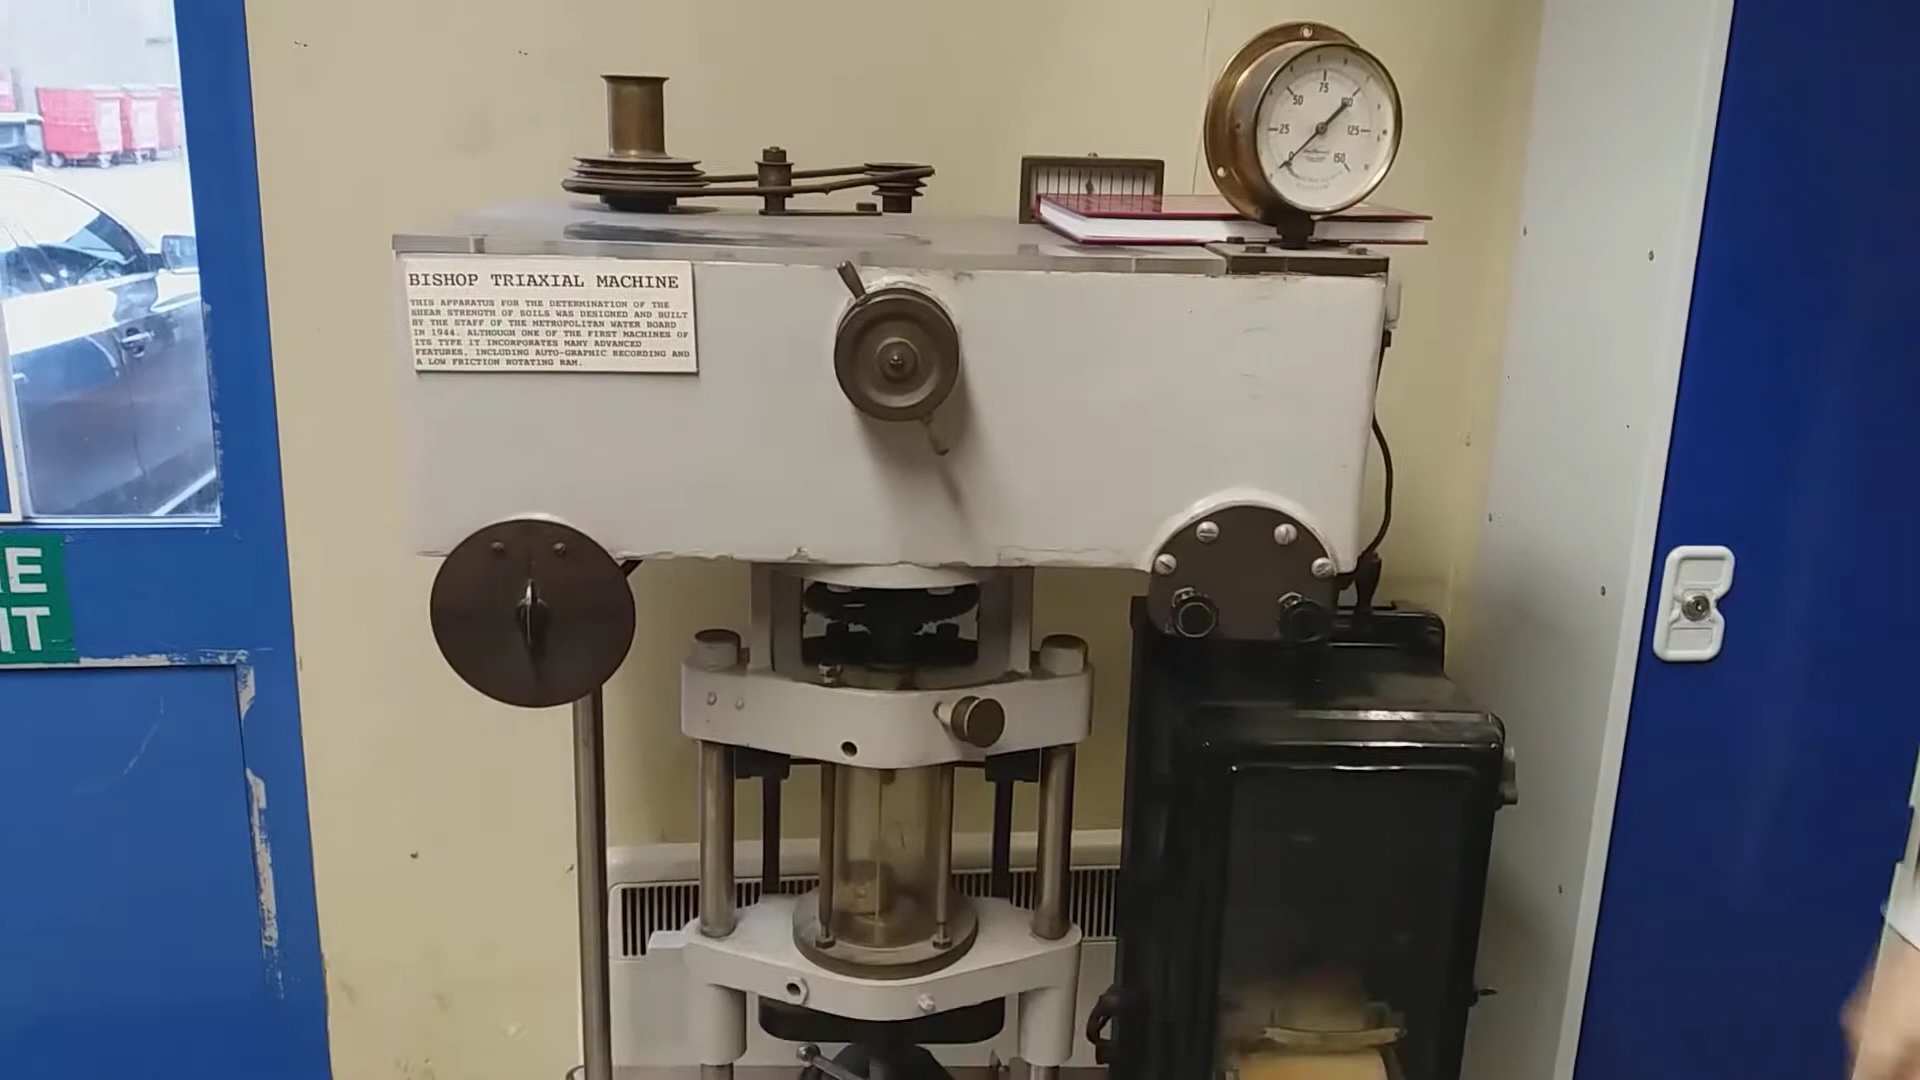 BISHOP TRIAXIAL MACHINE
THIS APPARATUS FOR THE DETERMINATION OF THE
SHEAR STRENGTH OF SOILS WAS DESIGNED AND BUILT
BY THE STAFF OF THE METROPOLITAN WATER BOARD
IN 1944. ALTHOUGH ONE OF THE FIRST MACHINES OF
ITS TYPE IT INCORPORATES MANY ADVANCED
FEATURES, INCLUDING AUTO-GRAPHIC RECORDING AND
A LOW FRICTION ROTATING RAM.
0 25 50 75 100 125 150
E
IT